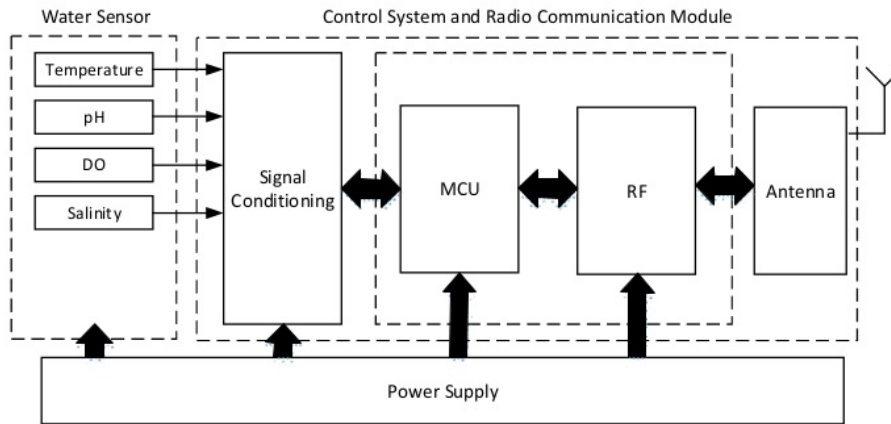 Water Sensor
Control System and Radio Communication Module
Temperature
pH
DO
Salinity
Signal
Conditioning
MCU
RF
Antenna
Power Supply